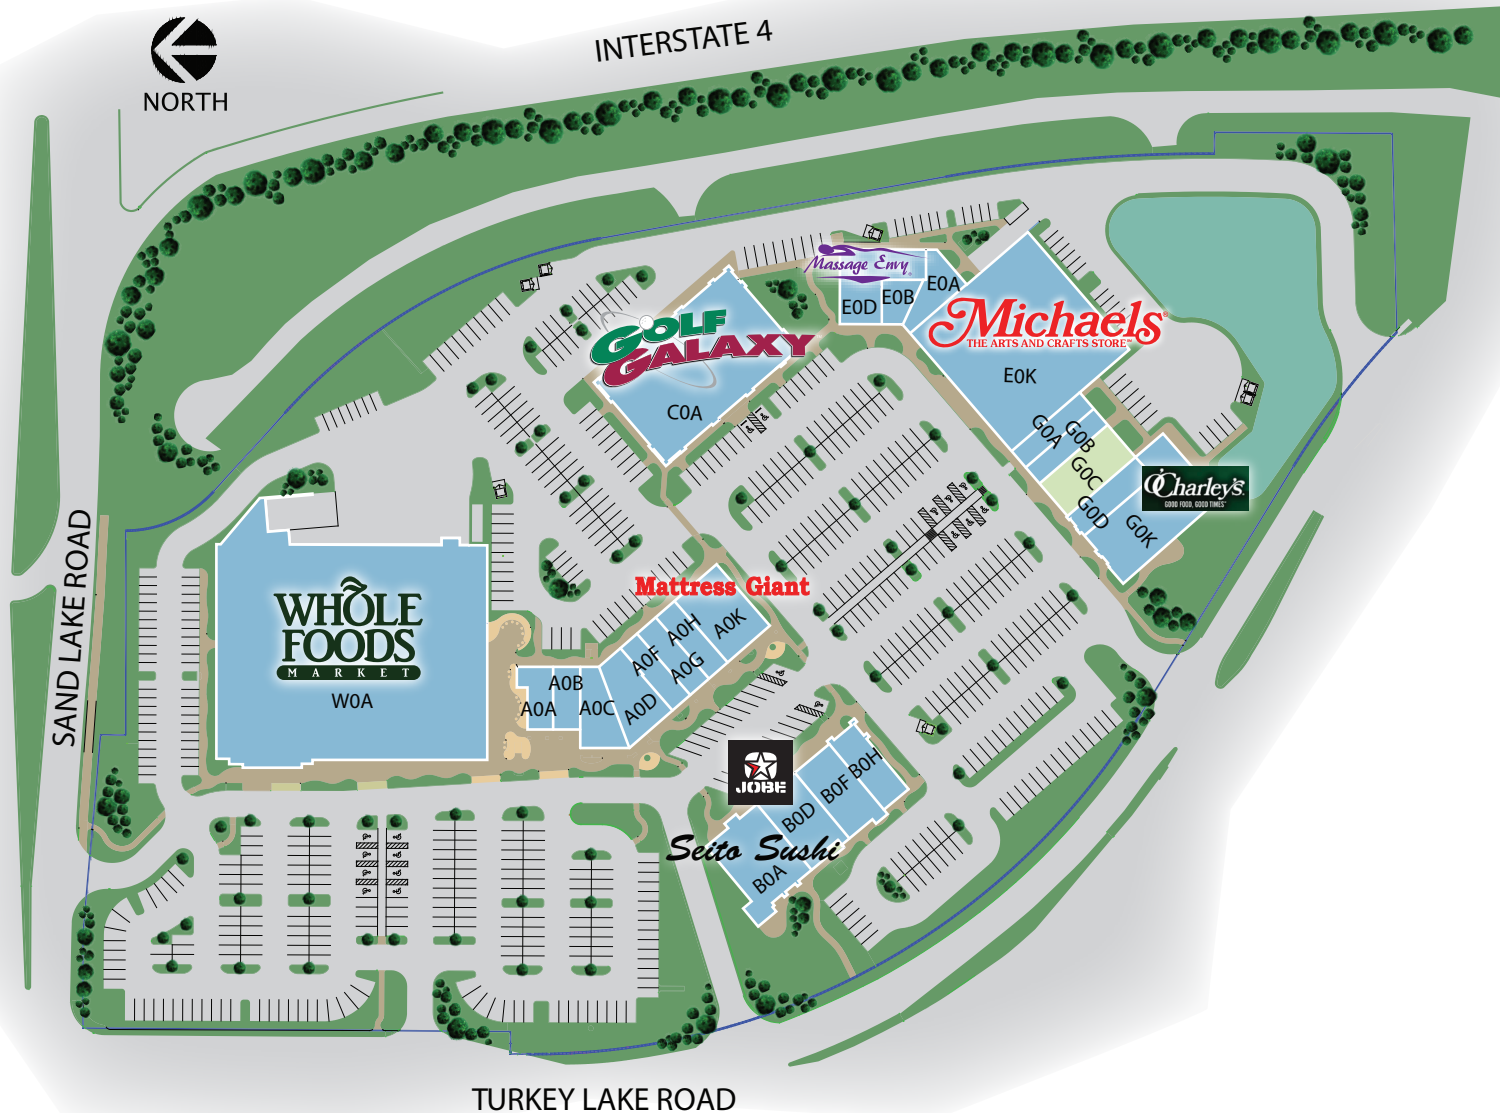 INTERSTATE 4
NORTH
SAND LAKE ROAD
Massage Envy
E0D
E0B
E0A
Michaels
THE ARTS AND CRAFTS STORE
E0K
GOLF
GALAXY
C0A
G0A
G0B
G0C
G0D
G0K
O'Charley's
GOOD FOOD, GOOD TIMES
WHOLE
FOODS
MARKET
W0A
Mattress Giant
A0A
A0B
A0C
A0D
A0F
A0G
A0H
A0K
JOBE
B0D
B0F
B0H
Seito Sushi
B0A
TURKEY LAKE ROAD